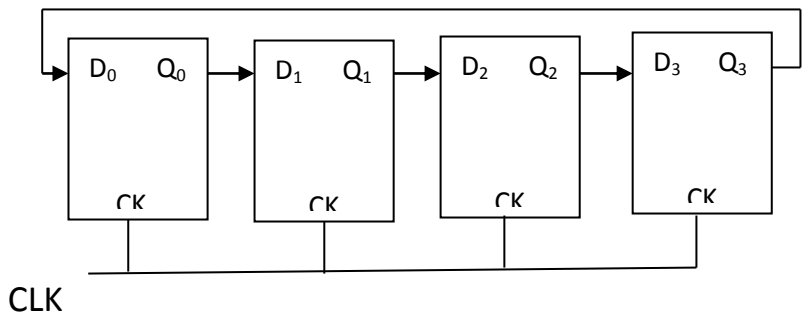 D₀ Q₀ D₁ Q₁ D₂ Q₂ D₃ Q₃
CK CK CK CK
CLK